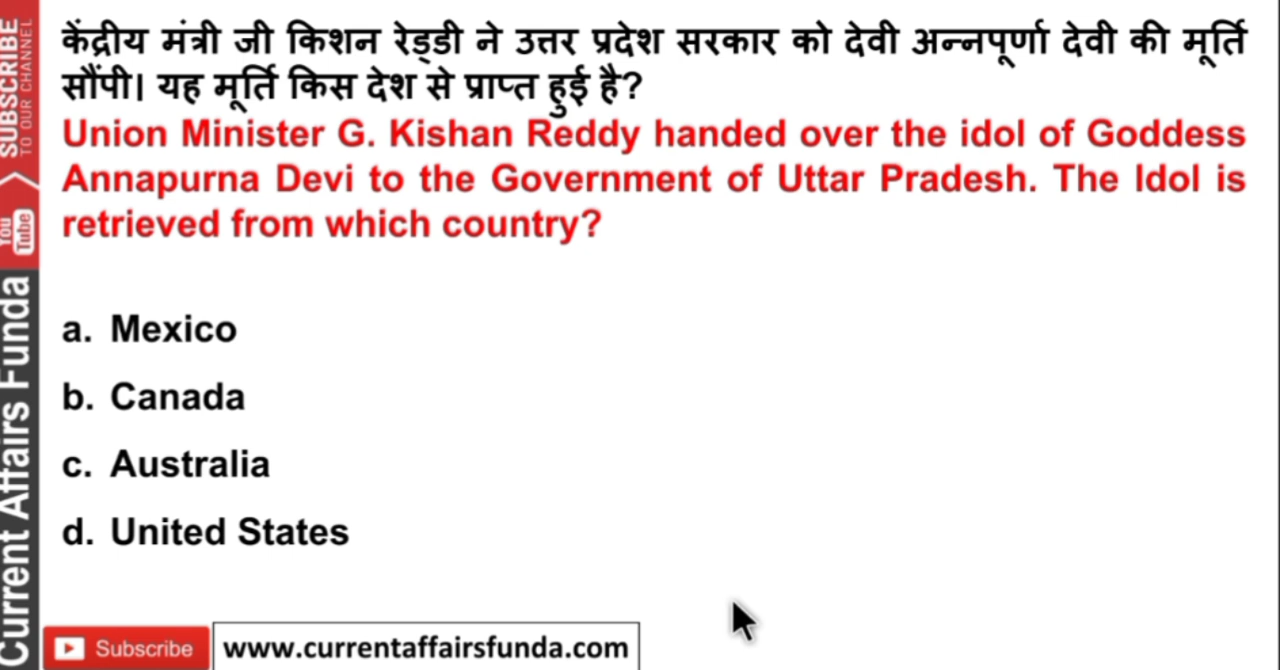 केंद्रीय मंत्री जी किशन रेड्डी ने उत्तर प्रदेश सरकार को देवी अन्नपूर्णा देवी की मूर्ति
सौंपी। यह मूर्ति किस देश से प्राप्त हुई है?
Union Minister G. Kishan Reddy handed over the idol of Goddess
Annapurna Devi to the Government of Uttar Pradesh. The Idol is
retrieved from which country?
a. Mexico
b. Canada
c. Australia
d. United States
SUBSCRIBE
TO OUR CHANNEL
You
Tube
Current Affairs Funda
Subscribe
www.currentaffairsfunda.com